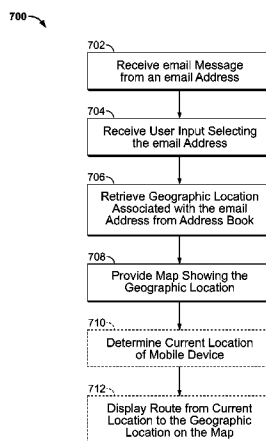 700
702
Receive email Message
from an email Address
704
Receive User Input Selecting
the email Address
706
Retrieve Geographic Location
Associated with the email
Address from Address Book
708
Provide Map Showing the
Geographic Location
710
Determine Current Location
of Mobile Device
712
Display Route from Current
Location to the Geographic
Location on the Map